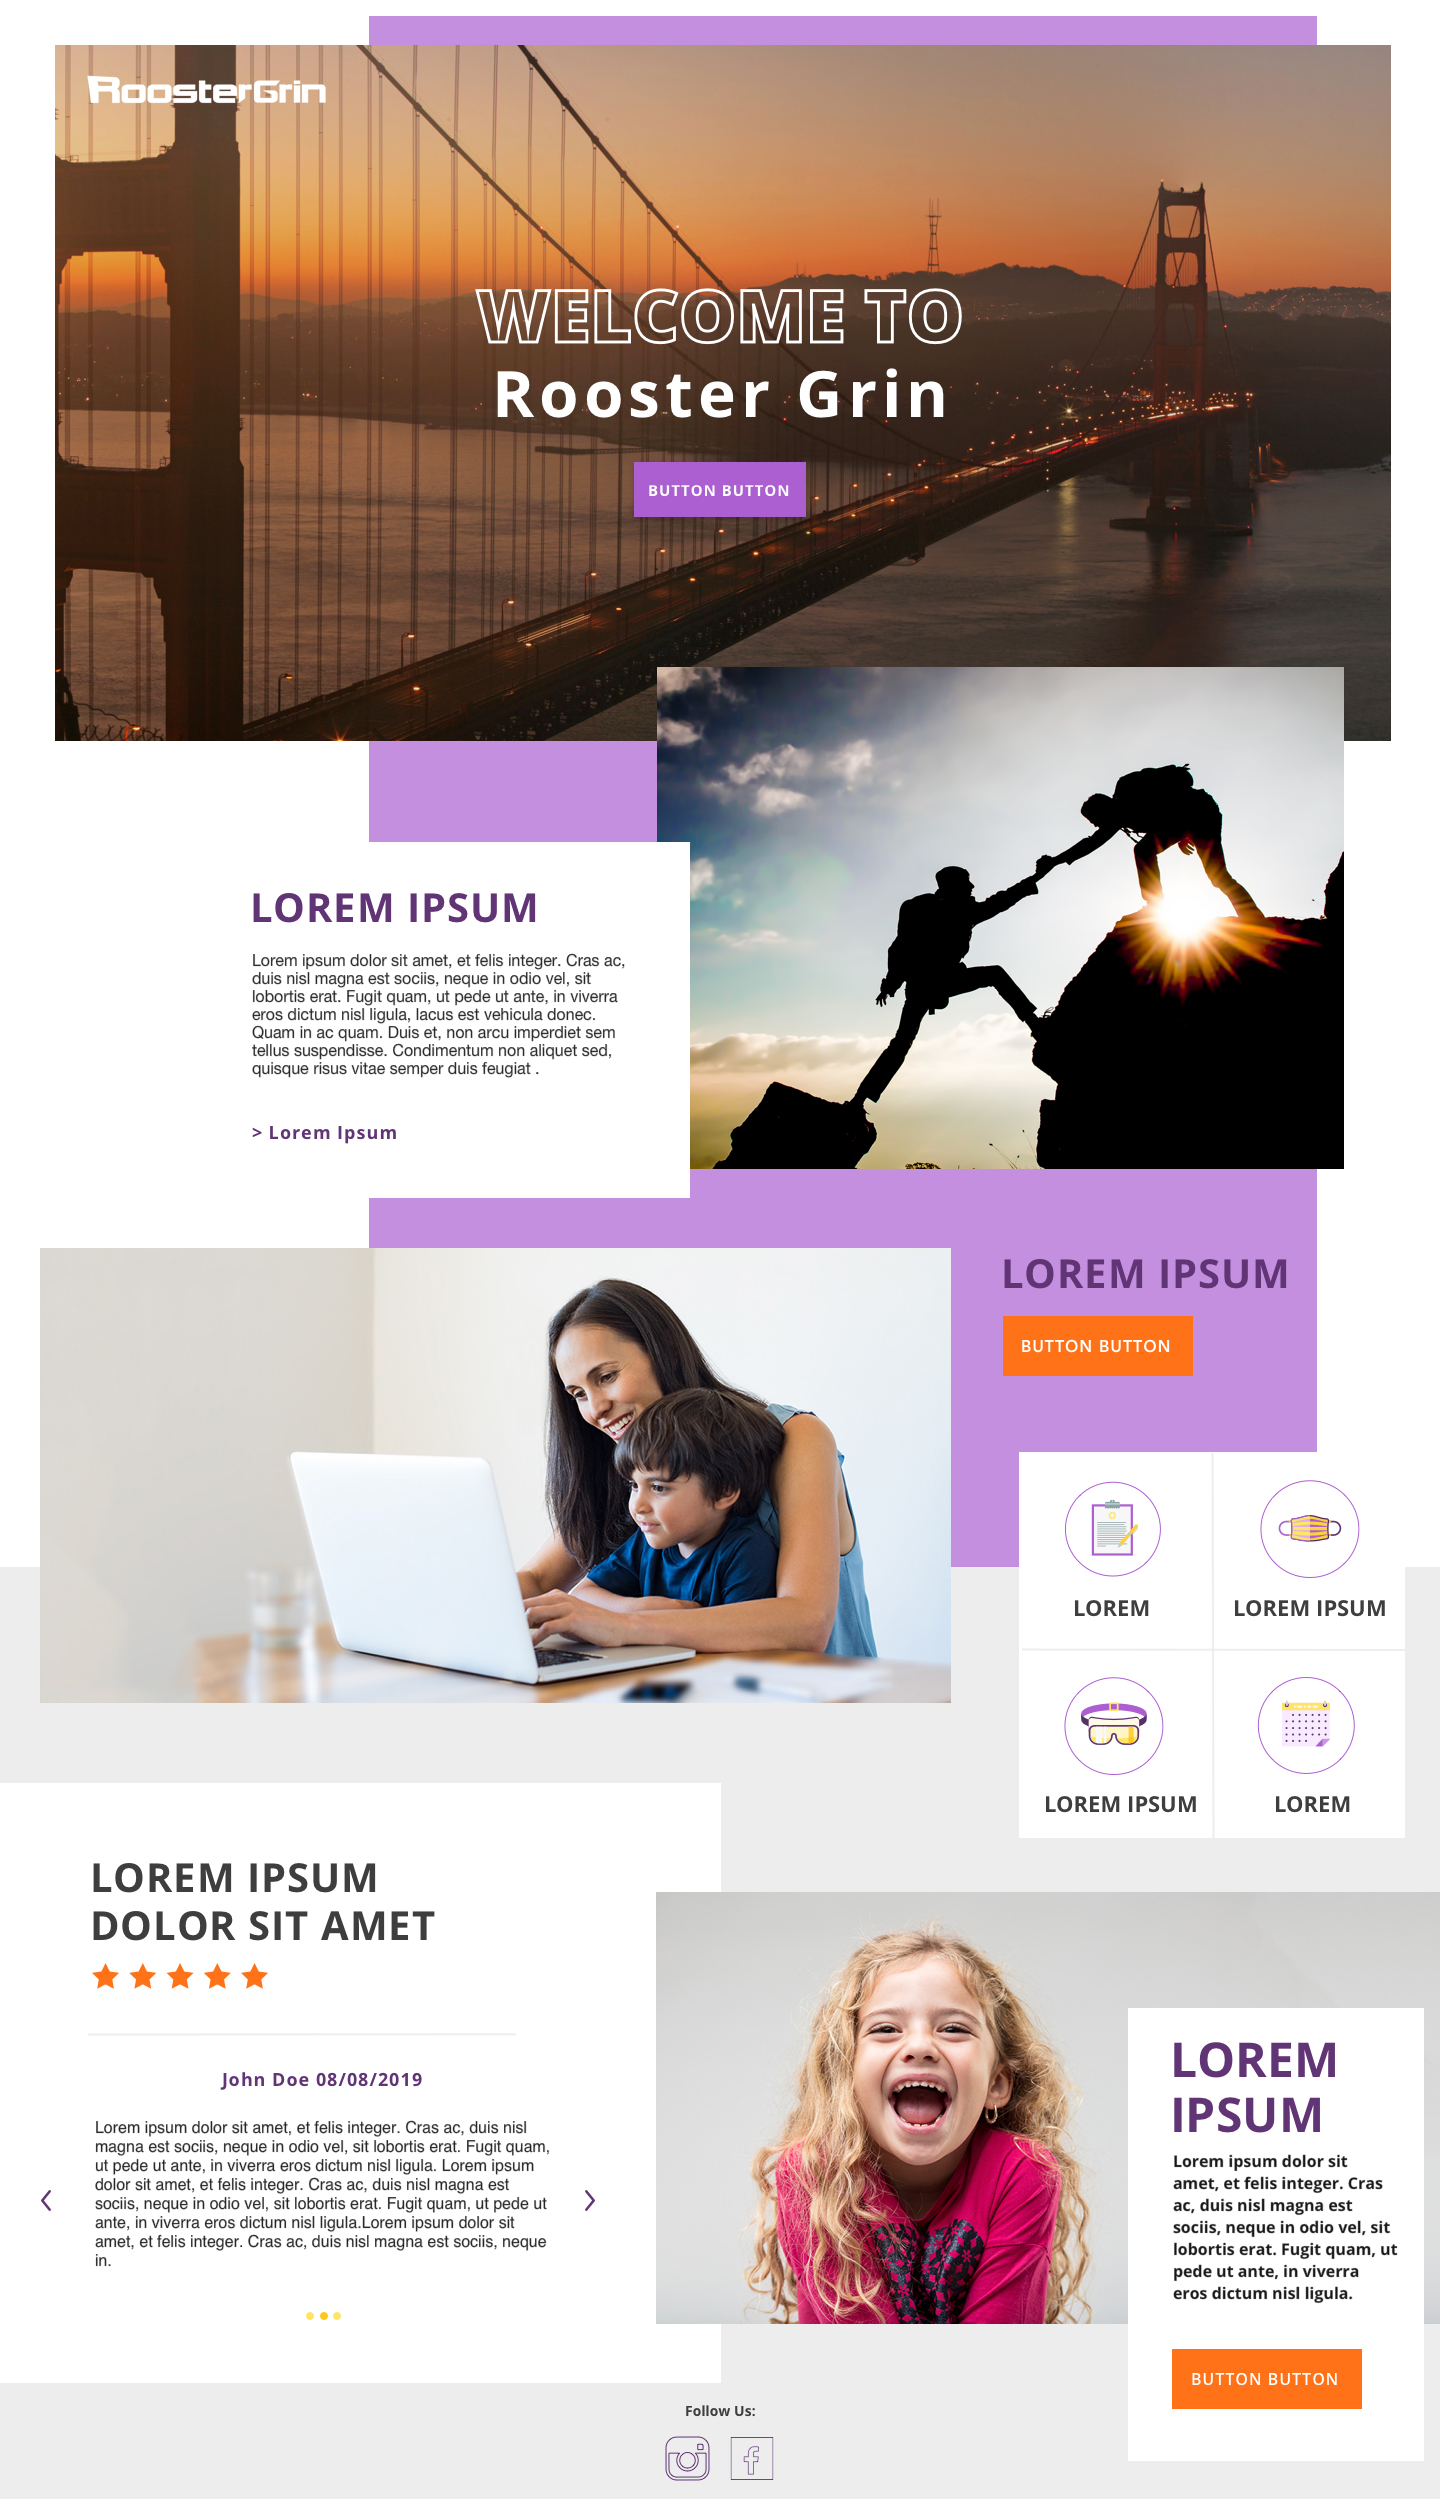 RoosterGrin
WELCOME TO
Rooster Grin
BUTTON BUTTON
LOREM IPSUM
Lorem ipsum dolor sit amet, et felis integer. Cras ac,
duis nisl magna est sociis, neque in odio vel, sit
lobortis erat. Fugit quam, ut pede ut ante, in viverra
eros dictum nisl ligula, lacus est vehicula donec.
Quam in ac quam. Duis et, non arcu imperdiet sem
tellus suspendisse. Condimentum non aliquet sed,
quisque risus vitae semper duis feugiat .
> Lorem Ipsum
LOREM IPSUM
BUTTON BUTTON
LOREM
LOREM IPSUM
LOREM IPSUM
LOREM
LOREM IPSUM
DOLOR SIT AMET
John Doe 08/08/2019
Lorem ipsum dolor sit amet, et felis integer. Cras ac, duis nisl
magna est sociis, neque in odio vel, sit lobortis erat. Fugit quam,
ut pede ut ante, in viverra eros dictum nisl ligula. Lorem ipsum
dolor sit amet, et felis integer. Cras ac, duis nisl magna est
sociis, neque in odio vel, sit lobortis erat. Fugit quam, ut pede ut
ante, in viverra eros dictum nisl ligula.Lorem ipsum dolor sit
amet, et felis integer. Cras ac, duis nisl magna est sociis, neque
in.
LOREM
IPSUM
Lorem ipsum dolor sit
amet, et felis integer. Cras
ac, duis nisl magna est
sociis, neque in odio vel, sit
lobortis erat. Fugit quam, ut
pede ut ante, in viverra
eros dictum nisl ligula.
BUTTON BUTTON
Follow Us: